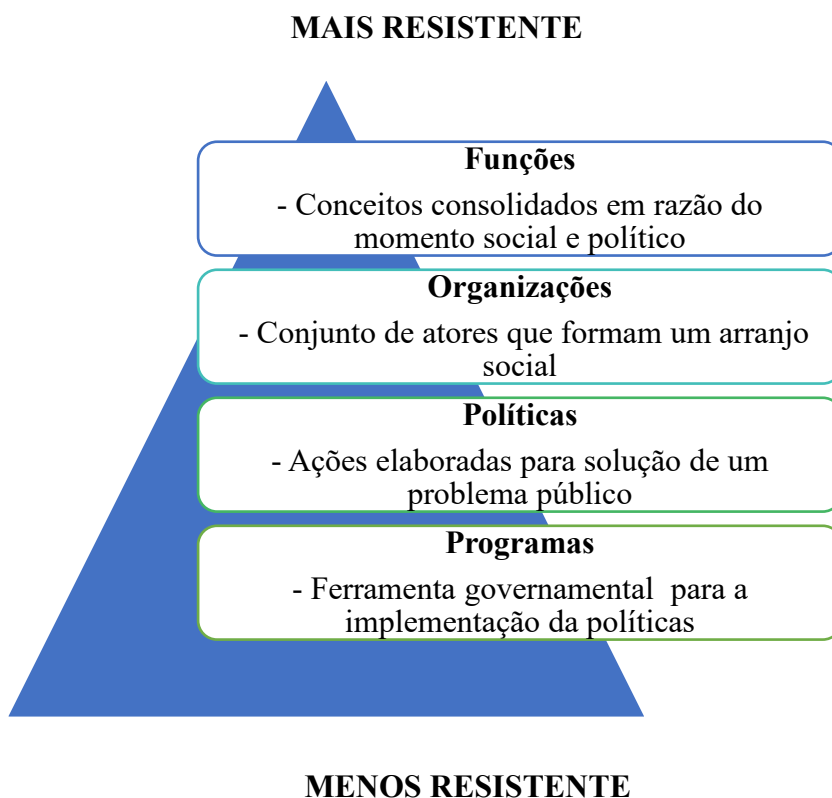 MAIS RESISTENTE
Funções
- Conceitos consolidados em razão do
momento social e político
Organizações
- Conjunto de atores que formam um arranjo
social
Políticas
- Ações elaboradas para solução de um
problema público
Programas
- Ferramenta governamental  para a
implementação da políticas
MENOS RESISTENTE